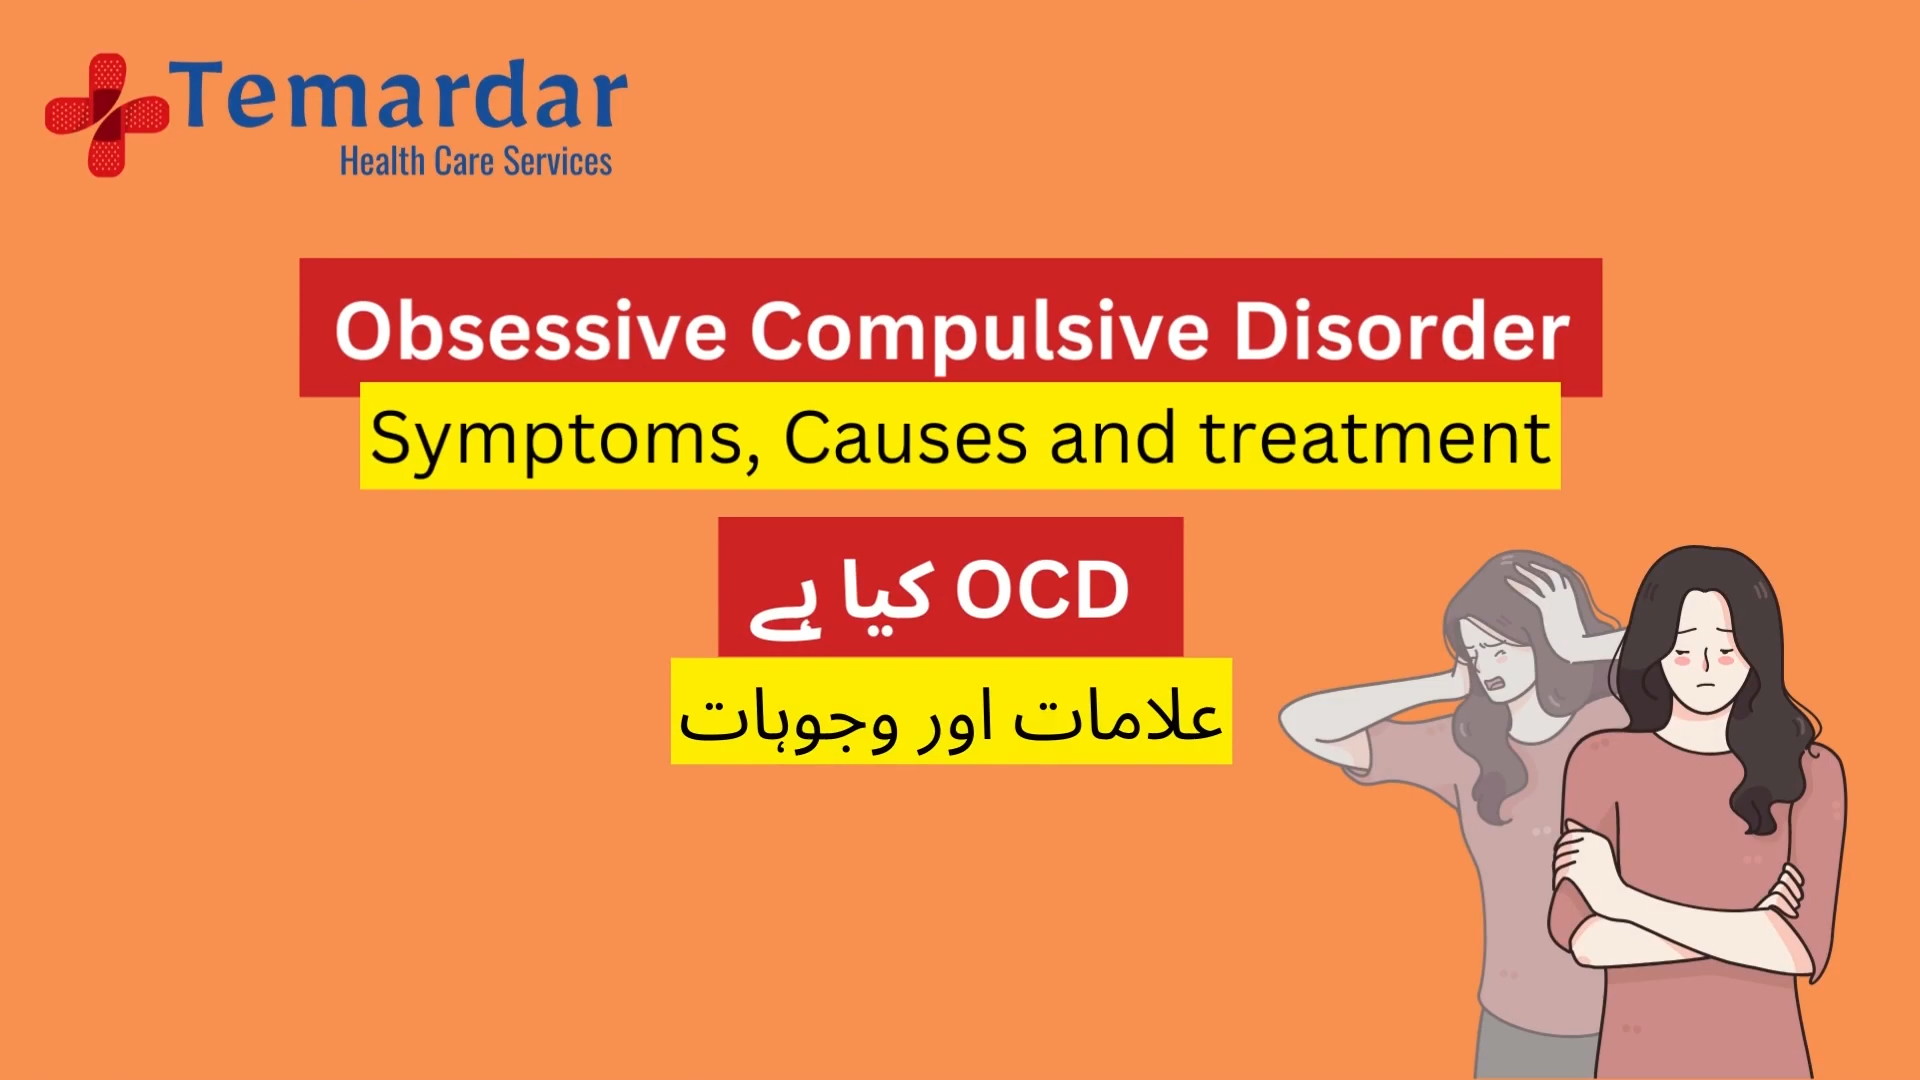 Temardar
Health Care Services
Obsessive Compulsive Disorder
Symptoms, Causes and treatment
OCD کیا ہے
علامات اور وجوہات